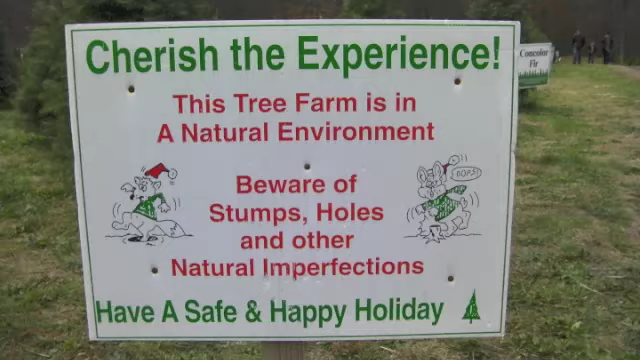 Cherish the Experience!
Concolor
Fir
This Tree Farm is in
A Natural Environment
Beware of
Stumps, Holes
and other
Natural Imperfections
OOPS!
Have A Safe & Happy Holiday